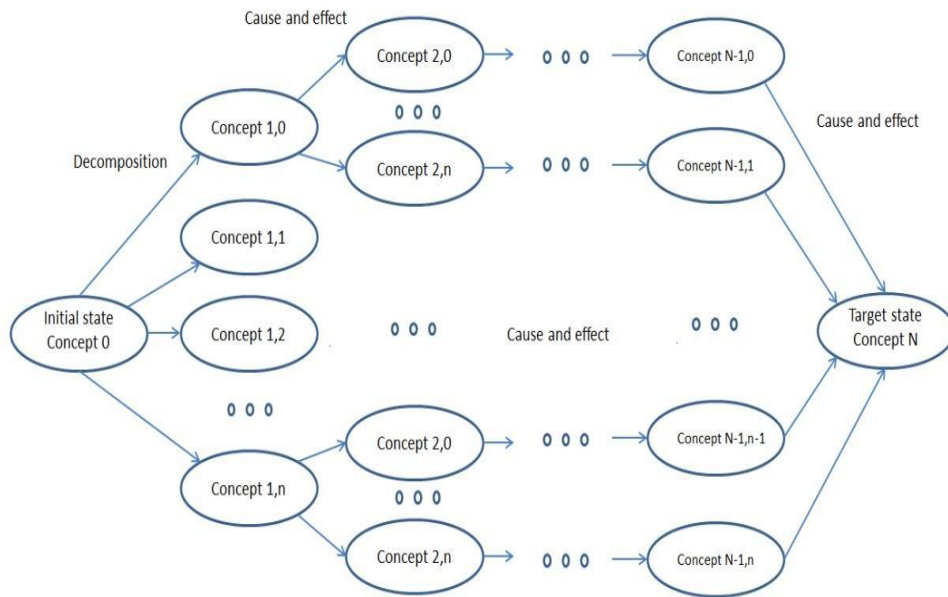 Cause and effect
Concept 2,0
Concept N-1,0
Concept 1,0
Cause and effect
Decomposition
Concept 2,n
Concept N-1,1
Concept 1,1
Initial state
Concept 0
Concept 1,2
Cause and effect
Target state
Concept N
Concept 2,0
Concept N-1,n-1
Concept 1,n
Concept 2,n
Concept N-1,n